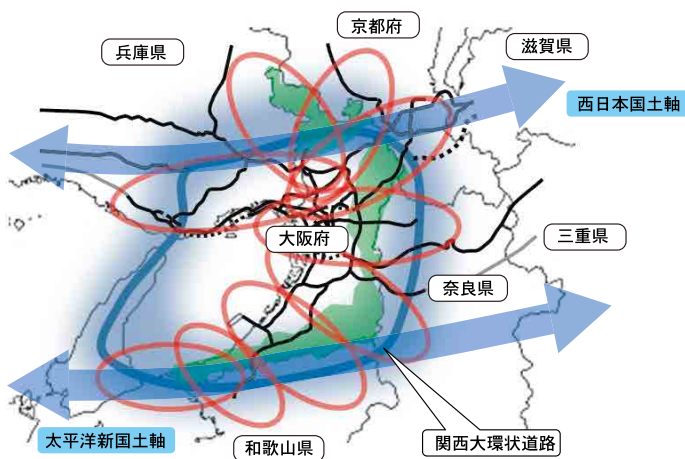 京都府
滋賀県
兵庫県
西日本国土軸
大阪府
三重県
奈良県
太平洋新国土軸
和歌山県
関西大環状道路